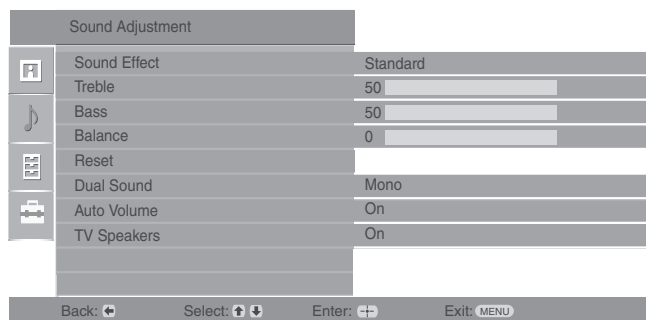 Sound Adjustment
Sound Effect Standard
Treble 50
Bass 50
Balance 0
Reset
Dual Sound Mono
Auto Volume On
TV Speakers On
Back: Select: Enter: Exit: MENU